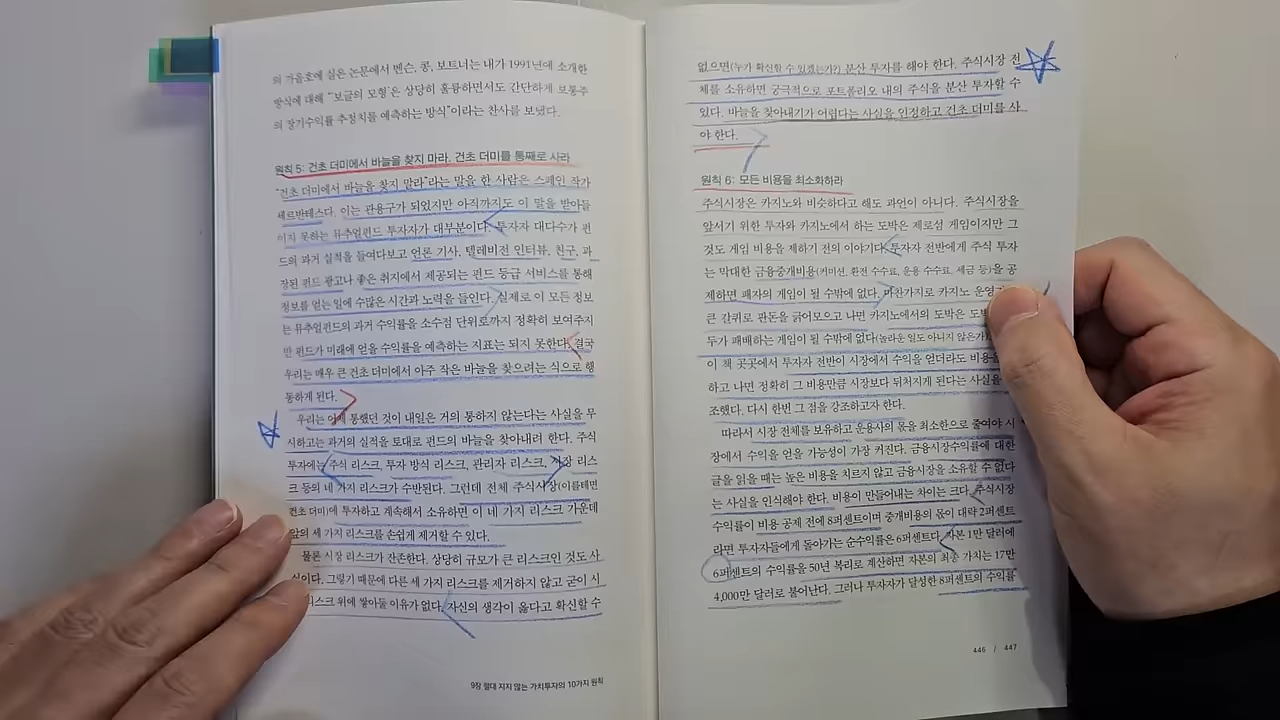 의 가을호에 실은 논문에서 벤슨, 콩, 보트너는 내가 1991년에 소개한
방식에 대해 “‘보글의 모형’은 상당히 훌륭하면서도 간단하게 보통주
의 장기수익률 추정치를 예측하는 방식”이라는 찬사를 보냈다.
원칙 5: 건초 더미에서 바늘을 찾지 마라. 건초 더미를 통째로 사라
“건초 더미에서 바늘을 찾지 말라”라는 말을 한 사람은 스페인 작가
세르반테스다. 이는 관용구가 되었지만 아직까지도 이 말을 받아들
이지 못하는 뮤추얼펀드 투자자가 대부분이다. 투자자 대다수가 펀
드의 과거 실적을 들여다보고 언론 기사, 텔레비전 인터뷰, 친구, 과
장된 펀드 광고나 좋은 취지에서 제공되는 펀드 등급 서비스를 통해
정보를 얻는 일에 수많은 시간과 노력을 들인다. 실제로 이 모든 정보
는 뮤추얼펀드의 과거 수익률을 소수점 단위로까지 정확히 보여주지
만 펀드가 미래에 얻을 수익률을 예측하는 지표는 되지 못한다. 결국
우리는 매우 큰 건초 더미에서 아주 작은 바늘을 찾으려는 식으로 행
동하게 된다.
우리는 어제 통했던 것이 내일은 거의 통하지 않는다는 사실을 무
시하고는 과거의 실적을 토대로 펀드의 바늘을 찾아내려 한다. 주식
투자에는 주식 리스크, 투자 방식 리스크, 관리자 리스크, 시장 리스
크 등의 네 가지 리스크가 수반된다. 그런데 전체 주식시장(이를테면
건초 더미)에 투자하고 계속해서 소유하면 이 네 가지 리스크 가운데
앞의 세 가지 리스크를 손쉽게 제거할 수 있다.
물론 시장 리스크가 잔존한다. 상당히 규모가 큰 리스크인 것도 사
실이다. 그렇기 때문에 다른 세 가지 리스크를 제거하지 않고 굳이 시
리스크 위에 쌓아둘 이유가 없다. 자신의 생각이 옳다고 확신할 수
9장 절대 지지 않는 가치투자의 10가지 원칙
없으면(누가 확신할 수 있겠는가?) 분산 투자를 해야 한다. 주식시장 전
체를 소유하면 궁극적으로 포트폴리오 내의 주식을 분산 투자할 수
있다. 바늘을 찾아내기가 어렵다는 사실을 인정하고 건초 더미를 사
야 한다.
원칙 6: 모든 비용을 최소화하라
주식시장은 카지노와 비슷하다고 해도 과언이 아니다. 주식시장을
앞서기 위한 투자와 카지노에서 하는 도박은 제로섬 게임이지만 그
것도 게임 비용을 제하기 전의 이야기다. 투자자 전반에게 주식 투자
는 막대한 금융중개비용(커미션, 환전 수수료, 운용 수수료, 세금 등)을 공
제하면 패자의 게임이 될 수밖에 없다. 마찬가지로 카지노 운영
큰 갈퀴로 판돈을 긁어모으고 나면 카지노에서의 도박은
두가 패배하는 게임이 될 수밖에 없다(놀라운 일도 아니지 않은가
이 책 곳곳에서 투자자 전반이 시장에서 수익을 얻더라도 비용을
하고 나면 정확히 그 비용만큼 시장보다 뒤처지게 된다는 사실을
조했다. 다시 한번 그 점을 강조하고자 한다.
따라서 시장 전체를 보유하고 운용사의 몫을 최소한으로 줄여야 시
장에서 수익을 얻을 가능성이 가장 커진다. 금융시장수익률에 대한
글을 읽을 때는 높은 비용을 치르지 않고 금융시장을 소유할 수 없다
는 사실을 인식해야 한다. 비용이 만들어내는 차이는 크다. 주식시장
수익률이 비용 공제 전에 8퍼센트이며 중개비용의 몫이 대략 2퍼센트
라면 투자자들에게 돌아가는 순수익률은 6퍼센트다. 자본 1만 달러에
6퍼센트의 수익률을 50년 복리로 계산하면 자본의 최종 가치는 17만
4,000만 달러로 불어난다. 그러나 투자자가 달성한 8퍼센트의 수익률
446 / 447